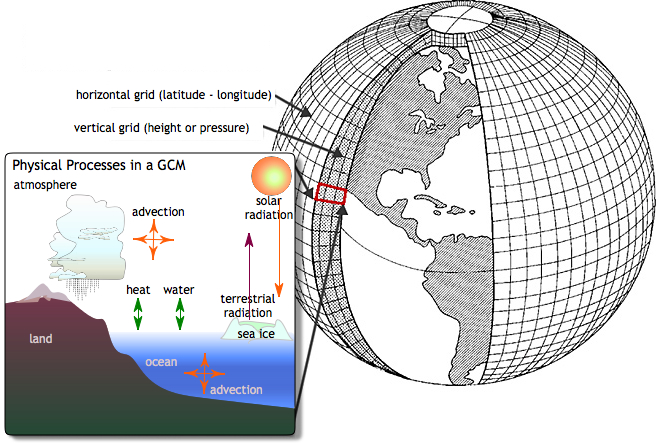 horizontal grid (latitude - longitude)
vertical grid (height or pressure)
Physical Processes in a GCM
atmosphere
solar
radiation
advection
heat
water
terrestrial
radiation
sea ice
land
ocean
advection